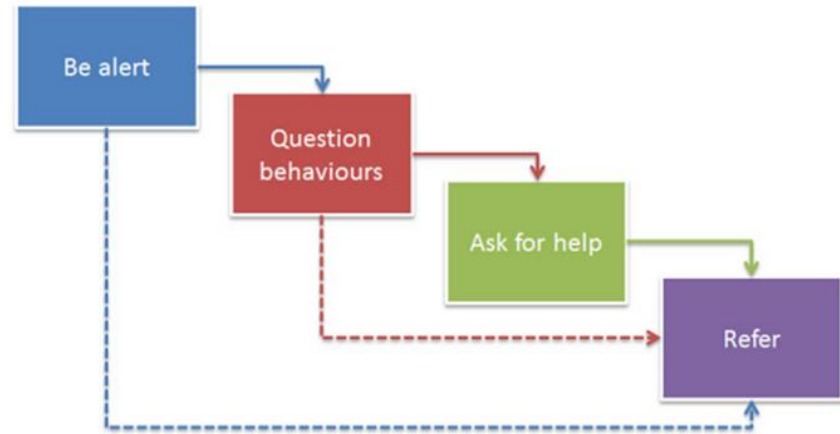 Be alert
Question
behaviours
Ask for help
Refer